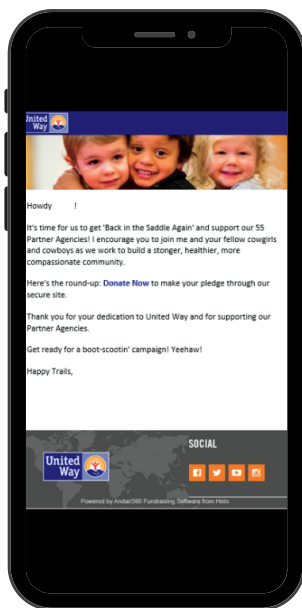 United
Way
Howdy !
It's time for us to get 'Back in the Saddle Again' and support our 55
Partner Agencies! I encourage you to join me and your fellow cowgirls
and cowboys as we work to build a stonger, healthier, more
compassionate community.
Here's the round-up: Donate Now to make your pledge through our
secure site.
Thank you for your dedication to United Way and for supporting our
Partner Agencies.
Get ready for a boot-scootin' campaign! Yeehaw!
Happy Trails,
United
Way
SOCIAL
Powered by Andar/360 Fundraising Software from Helix